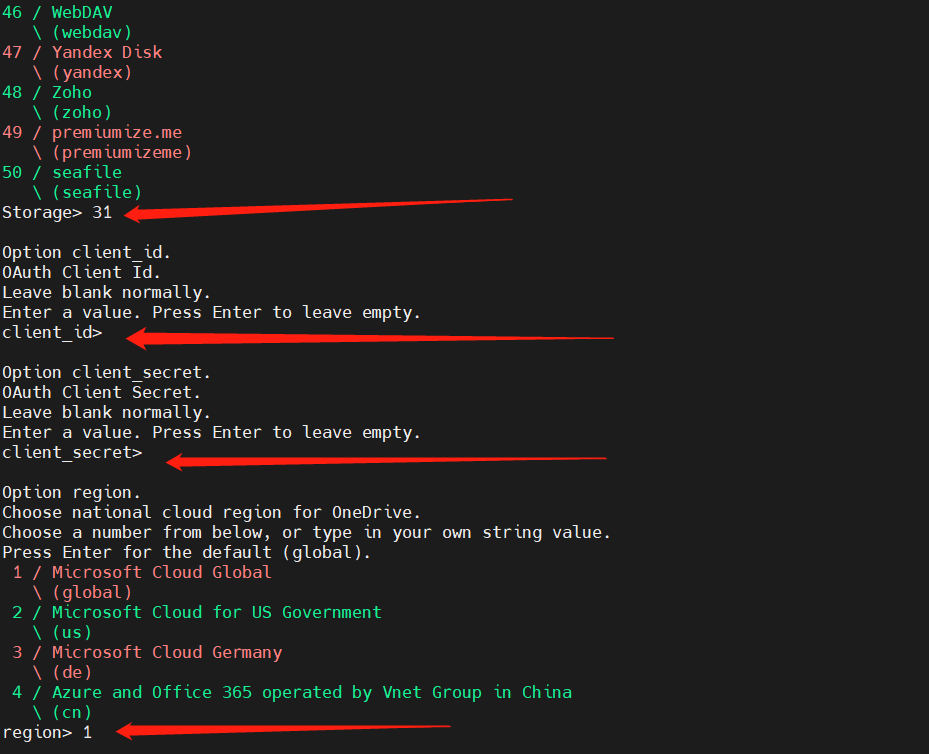 46 / WebDAV
   \ (webdav)
47 / Yandex Disk
   \ (yandex)
48 / Zoho
   \ (zoho)
49 / premiumize.me
   \ (premiumizeme)
50 / seafile
   \ (seafile)
Storage> 31
Option client_id.
OAuth Client Id.
Leave blank normally.
Enter a value. Press Enter to leave empty.
client_id>
Option client_secret.
OAuth Client Secret.
Leave blank normally.
Enter a value. Press Enter to leave empty.
client_secret>
Option region.
Choose national cloud region for OneDrive.
Choose a number from below, or type in your own string value.
Press Enter for the default (global).
 1 / Microsoft Cloud Global
   \ (global)
 2 / Microsoft Cloud for US Government
   \ (us)
 3 / Microsoft Cloud Germany
   \ (de)
 4 / Azure and Office 365 operated by Vnet Group in China
   \ (cn)
region> 1